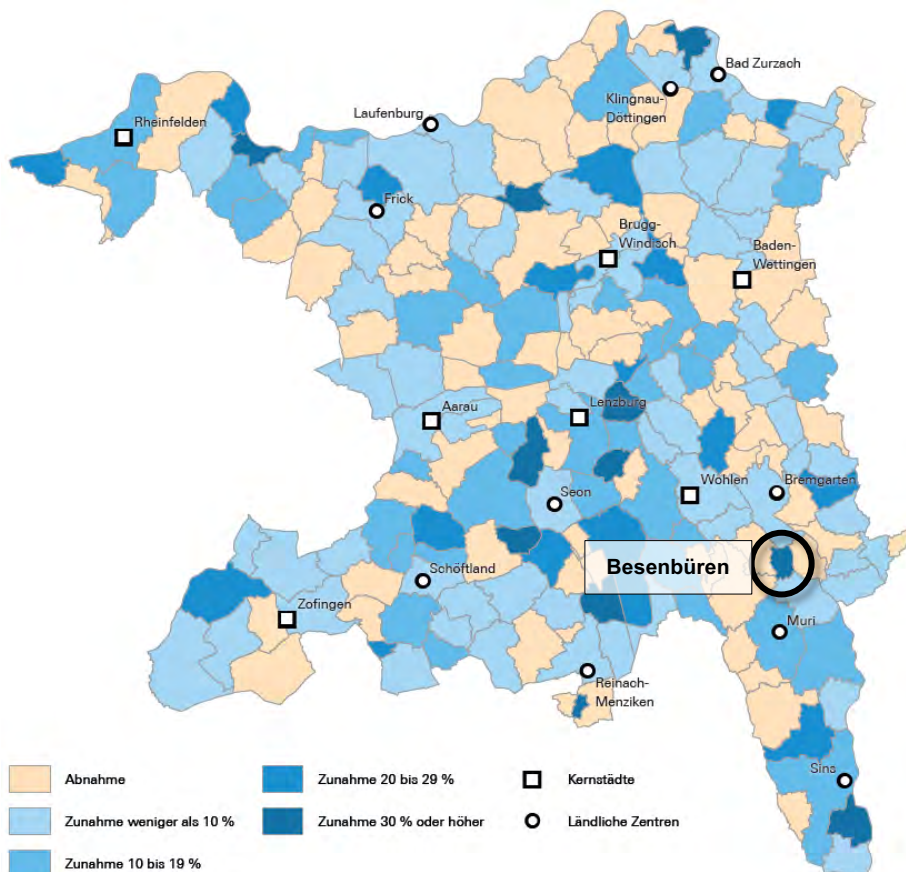 Bad Zurzach
Klingnau-
Döttingen
Laufenburg
Rheinfelden
Frick
Brugg-
Windisch
Baden-
Wettingen
Aarau
Lenzburg
Wohlen
Bremgarten
Seon
Besenbüren
Schöftland
Zofingen
Muri
Reinach-
Menziken
Sins
Abnahme
Zunahme weniger als 10 %
Zunahme 10 bis 19 %
Zunahme 20 bis 29 %
Zunahme 30 % oder höher
Kernstädte
Ländliche Zentren